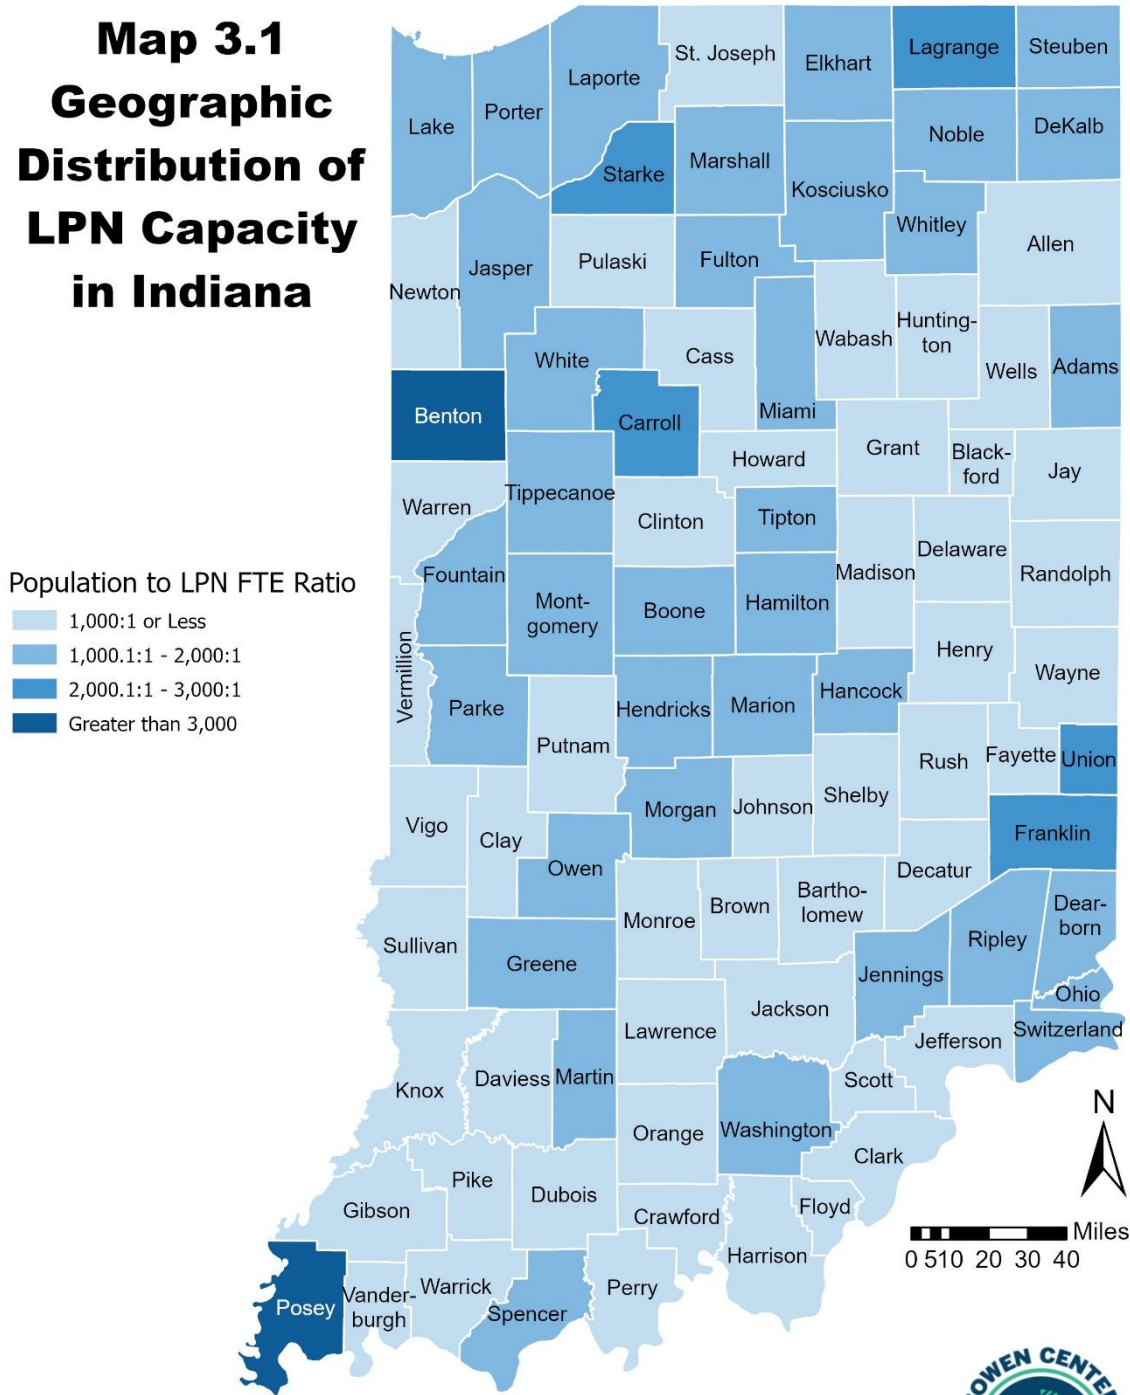 Map 3.1
Geographic
Distribution of
LPN Capacity
in Indiana
St. Joseph
Elkhart
Lagrange
Steuben
Laporte
Porter
Lake
Noble
DeKalb
Starke
Marshall
Kosciusko
Whitley
Allen
Newton
Jasper
Pulaski
Fulton
Wabash
Hunting-
ton
White
Cass
Miami
Wells
Adams
Benton
Carroll
Howard
Grant
Black-
ford
Jay
Warren
Tippecanoe
Clinton
Tipton
Delaware
Madison
Randolph
Fountain
Mont-
gomery
Boone
Hamilton
Henry
Wayne
Population to LPN FTE Ratio
1,000:1 or Less
1,000.1:1 - 2,000:1
2,000.1:1 - 3,000:1
Greater than 3,000
Vermillion
Parke
Putnam
Hendricks
Marion
Hancock
Rush
Fayette
Union
Vigo
Clay
Morgan
Johnson
Shelby
Franklin
Owen
Decatur
Monroe
Brown
Bartho-
lomew
Dear-
born
Sullivan
Greene
Ripley
Jennings
Ohio
Switzerland
Jackson
Lawrence
Jefferson
Knox
Daviess
Martin
Scott
Orange
Washington
Clark
Pike
Dubois
Gibson
Crawford
Floyd
Harrison
Posey
Vander-
burgh
Warrick
Spencer
Perry
N
Miles
0 510 20 30 40
BOWEN CENTER